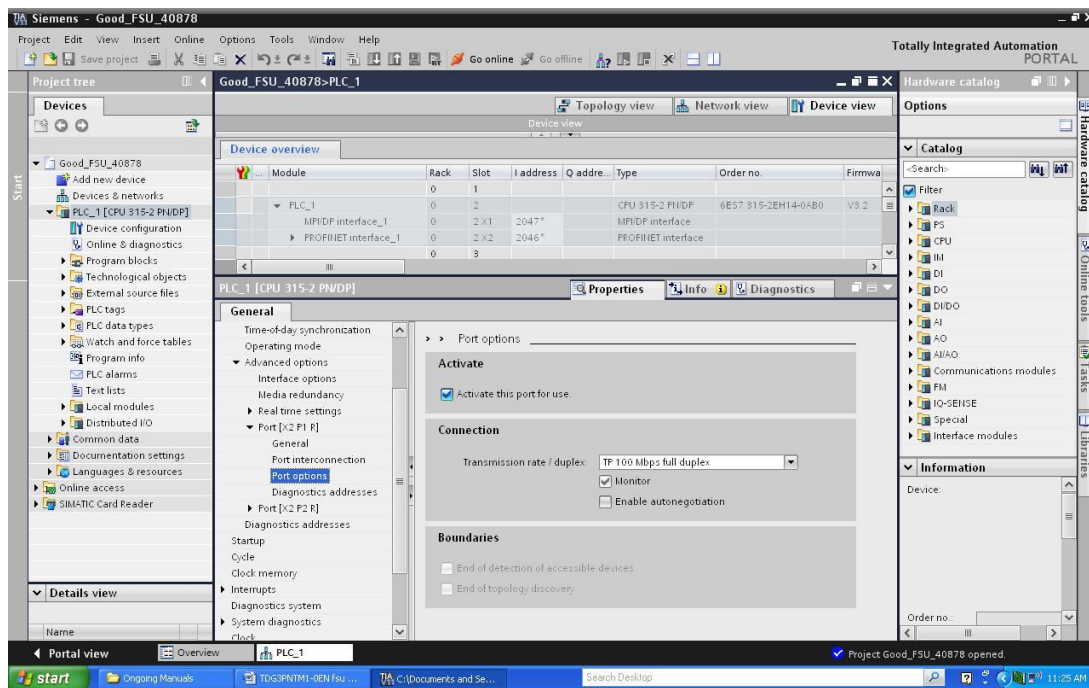 Siemens - Good_FSU_40878
Project Edit View Insert Online Options Tools Window Help
Totally Integrated Automation
PORTAL
Save project
Go online
Go offline
Project tree
Good_FSU_40878>PLC_1
Hardware catalog
Devices
Topology view
Network view
Device view
Options
Device view
Device overview
Catalog
<Search>
Filter
... Module Rack Slot I address Q addre... Type Order no. Firmwa
0 1
PLC_1 0 2 CPU 315-2 PN/DP 6ES7 315-2EH14-0AB0 V3.2
MPI/DP interface_1 0 2 X1 2047* MPI/DP interface
PROFINET interface_1 0 2 X2 2046* PROFINET interface
0 3
Good_FSU_40878
Add new device
Devices & networks
PLC_1 [CPU 315-2 PN/DP]
Device configuration
Online & diagnostics
Program blocks
Technological objects
External source files
PLC tags
PLC data types
Watch and force tables
Program info
PLC alarms
Text lists
Local modules
Distributed I/O
Common data
Documentation settings
Languages & resources
Online access
SIMATIC Card Reader
Details view
Name
PLC_1 [CPU 315-2 PN/DP]
Properties
Info
Diagnostics
General
Time-of-day synchronization
Operating mode
Advanced options
Interface options
Media redundancy
Real time settings
Port [X2 P1 R]
General
Port interconnection
Port options
Diagnostics addresses
Port [X2 P2 R]
Diagnostics addresses
Startup
Cycle
Clock memory
Interrupts
Diagnostics system
System diagnostics
Clock
> > Port options
Activate
Activate this port for use.
Connection
Transmission rate / duplex: TP 100 Mbps full duplex
Monitor
Enable autonegotiation
Boundaries
End of detection of accessible devices
End of topology discovery
Rack
PS
CPU
IM
DI
DO
DI/DO
AI
AO
AI/AO
Communications modules
FM
IQ-SENSE
Special
Interface modules
Information
Device:
Order no.:
Start
Hardware catalog
Online tools
Tasks
Libraries
Portal view
Overview
PLC_1
Project Good_FSU_40878 opened.
start
Ongoing Manuals
TDG3PNTM1-0EN fsu ...
C:\Documents and Se...
Search Desktop
11:25 AM